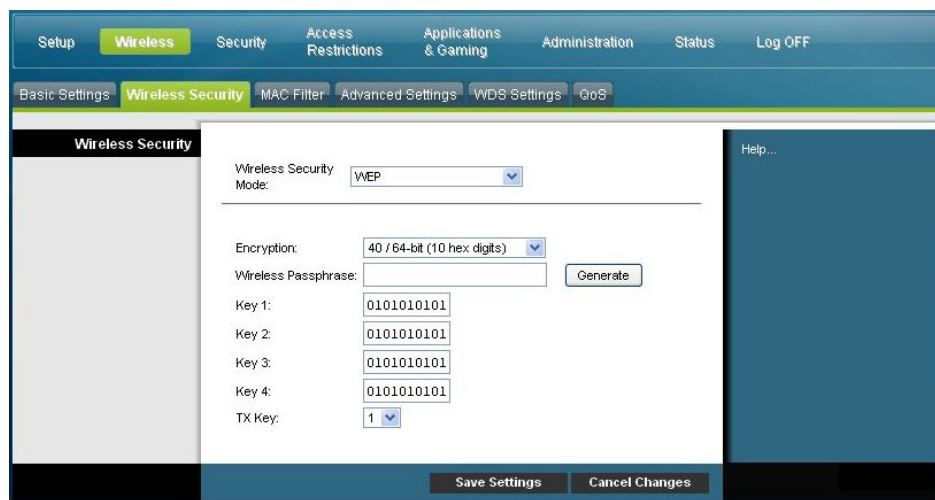 Setup Wireless Security Access Restrictions Applications & Gaming Administration Status Log OFF
Basic Settings Wireless Security MAC Filter Advanced Settings WDS Settings QoS
Wireless Security
Help...
Wireless Security Mode: WEP
Encryption: 40 / 64-bit (10 hex digits)
Wireless Passphrase: Generate
Key 1: 0101010101
Key 2: 0101010101
Key 3: 0101010101
Key 4: 0101010101
TX Key: 1
Save Settings Cancel Changes